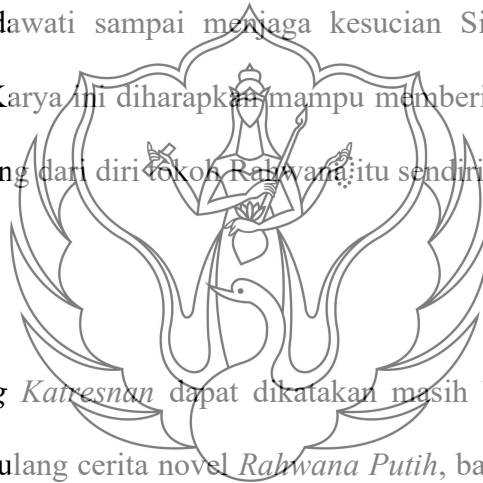 dawati sampai menjaga kesucian Si
Karya ini diharapkan mampu memberi
ng dari diri tokoh Rahwana itu sendiri
g Katresnan dapat dikatakan masih
ulang cerita novel Rahwana Putih, ba